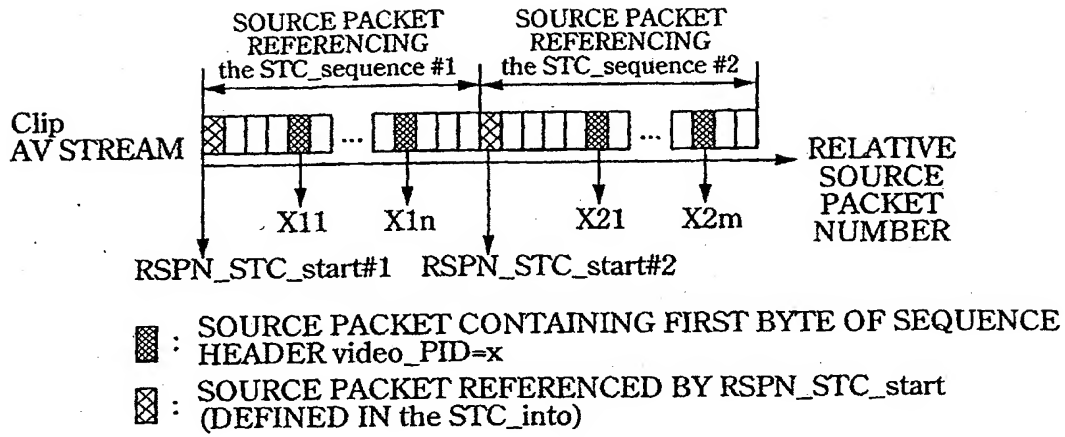 SOURCE PACKET
REFERENCING
the STC_sequence #1
SOURCE PACKET
REFERENCING
the STC_sequence #2
Clip
AV STREAM
...
...
RELATIVE
SOURCE
PACKET
NUMBER
X11
X1n
X21
X2m
RSPN_STC_start#1
RSPN_STC_start#2
: SOURCE PACKET CONTAINING FIRST BYTE OF SEQUENCE
HEADER video_PID=x
: SOURCE PACKET REFERENCED BY RSPN_STC_start
(DEFINED IN the STC_into)